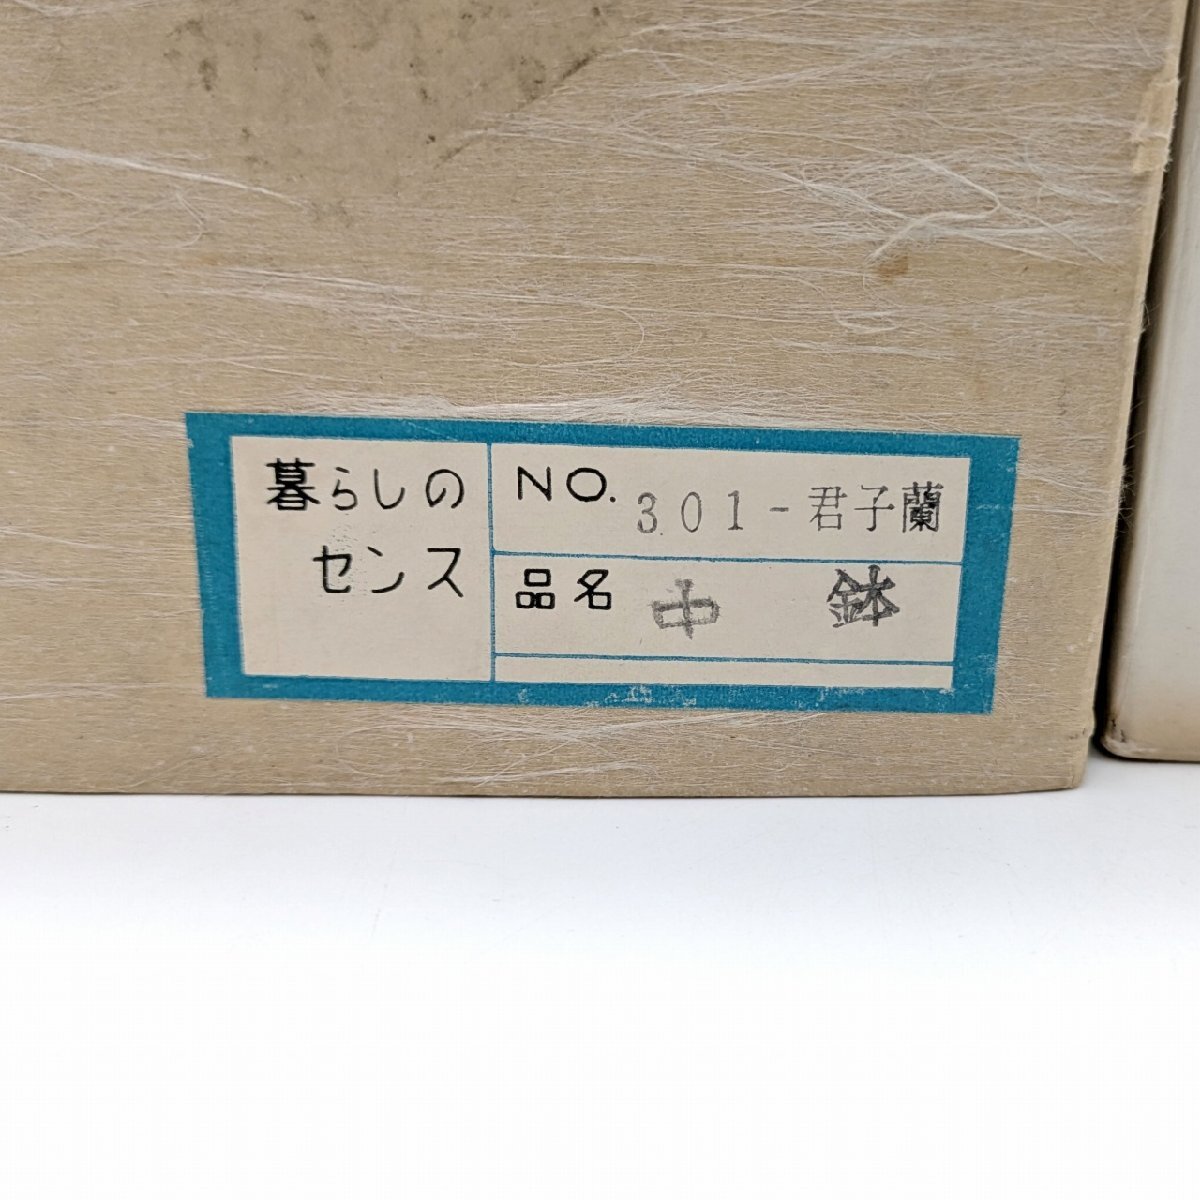 暮らしの
センス
NO. 301-君子蘭
品名 中 鉢